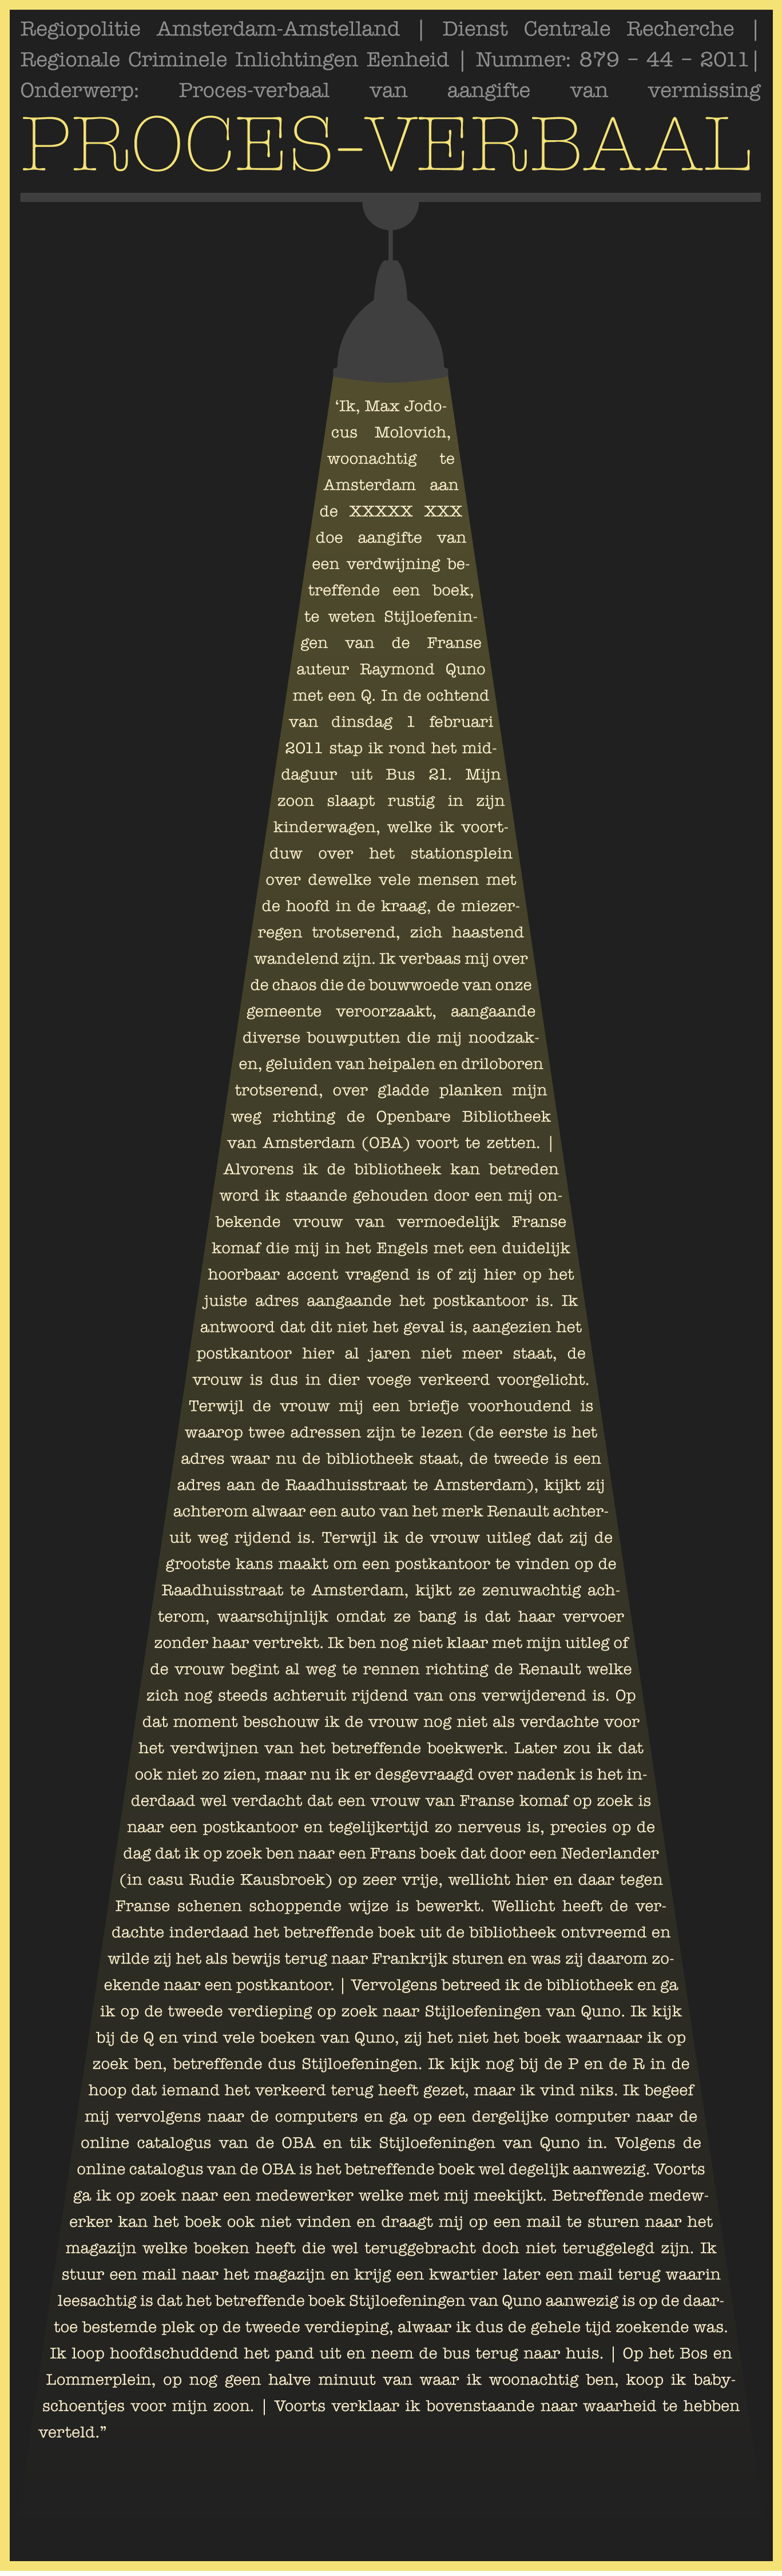 Regiopolitie Amsterdam-Amstelland | Dienst Centrale Recherche |
Regionale Criminele Inlichtingen Eenheid | Nummer: 879 – 44 – 2011|
Onderwerp: Proces-verbaal van aangifte van vermissing
PROCES-VERBAAL
‘Ik, Max Jodo-
cus Molovich,
woonachtig te
Amsterdam aan
de XXXXX XXX
doe aangifte van
een verdwijning be-
treffende een boek,
te weten Stijloefenin-
gen van de Franse
auteur Raymond Quno
met een Q. In de ochtend
van dinsdag 1 februari
2011 stap ik rond het mid-
daguur uit Bus 21. Mijn
zoon slaapt rustig in zijn
kinderwagen, welke ik voort-
duw over het stationsplein
over dewelke vele mensen met
de hoofd in de kraag, de miezer-
regen trotserend, zich haastend
wandelend zijn. Ik verbaas mij over
de chaos die de bouwwoede van onze
gemeente veroorzaakt, aangaande
diverse bouwputten die mij noodzak-
en, geluiden van heipalen en driloboren
trotserend, over gladde planken mijn
weg richting de Openbare Bibliotheek
van Amsterdam (OBA) voort te zetten. |
Alvorens ik de bibliotheek kan betreden
word ik staande gehouden door een mij on-
bekende vrouw van vermoedelijk Franse
komaf die mij in het Engels met een duidelijk
hoorbaar accent vragend is of zij hier op het
juiste adres aangaande het postkantoor is. Ik
antwoord dat dit niet het geval is, aangezien het
postkantoor hier al jaren niet meer staat, de
vrouw is dus in dier voege verkeerd voorgelicht.
Terwijl de vrouw mij een briefje voorhoudend is
waarop twee adressen zijn te lezen (de eerste is het
adres waar nu de bibliotheek staat, de tweede is een
adres aan de Raadhuisstraat te Amsterdam), kijkt zij
achterom alwaar een auto van het merk Renault achter-
uit weg rijdend is. Terwijl ik de vrouw uitleg dat zij de
grootste kans maakt om een postkantoor te vinden op de
Raadhuisstraat te Amsterdam, kijkt ze zenuwachtig ach-
terom, waarschijnlijk omdat ze bang is dat haar vervoer
zonder haar vertrekt. Ik ben nog niet klaar met mijn uitleg of
de vrouw begint al weg te rennen richting de Renault welke
zich nog steeds achteruit rijdend van ons verwijderend is. Op
dat moment beschouw ik de vrouw nog niet als verdachte voor
het verdwijnen van het betreffende boekwerk. Later zou ik dat
ook niet zo zien, maar nu ik er desgevraagd over nadenk is het in-
derdaad wel verdacht dat een vrouw van Franse komaf op zoek is
naar een postkantoor en tegelijkertijd zo nerveus is, precies op de
dag dat ik op zoek ben naar een Frans boek dat door een Nederlander
(in casu Rudie Kausbroek) op zeer vrije, wellicht hier en daar tegen
Franse schenen schoppende wijze is bewerkt. Wellicht heeft de ver-
dachte inderdaad het betreffende boek uit de bibliotheek ontvreemd en
wilde zij het als bewijs terug naar Frankrijk sturen en was zij daarom zo-
ekende naar een postkantoor. | Vervolgens betreed ik de bibliotheek en ga
ik op de tweede verdieping op zoek naar Stijloefeningen van Quno. Ik kijk
bij de Q en vind vele boeken van Quno, zij het niet het boek waarnaar ik op
zoek ben, betreffende dus Stijloefeningen. Ik kijk nog bij de P en de R in de
hoop dat iemand het verkeerd terug heeft gezet, maar ik vind niks. Ik begeef
mij vervolgens naar de computers en ga op een dergelijke computer naar de
online catalogus van de OBA en tik Stijloefeningen van Quno in. Volgens de
online catalogus van de OBA is het betreffende boek wel degelijk aanwezig. Voorts
ga ik op zoek naar een medewerker welke met mij meekijkt. Betreffende medew-
erker kan het boek ook niet vinden en draagt mij op een mail te sturen naar het
magazijn welke boeken heeft die wel teruggebracht doch niet teruggelegd zijn. Ik
stuur een mail naar het magazijn en krijg een kwartier later een mail terug waarin
leesachtig is dat het betreffende boek Stijloefeningen van Quno aanwezig is op de daar-
toe bestemde plek op de tweede verdieping, alwaar ik dus de gehele tijd zoekende was.
Ik loop hoofdschuddend het pand uit en neem de bus terug naar huis. | Op het Bos en
Lommerplein, op nog geen halve minuut van waar ik woonachtig ben, koop ik baby-
schoentjes voor mijn zoon. | Voorts verklaar ik bovenstaande naar waarheid te hebben
verteld.”